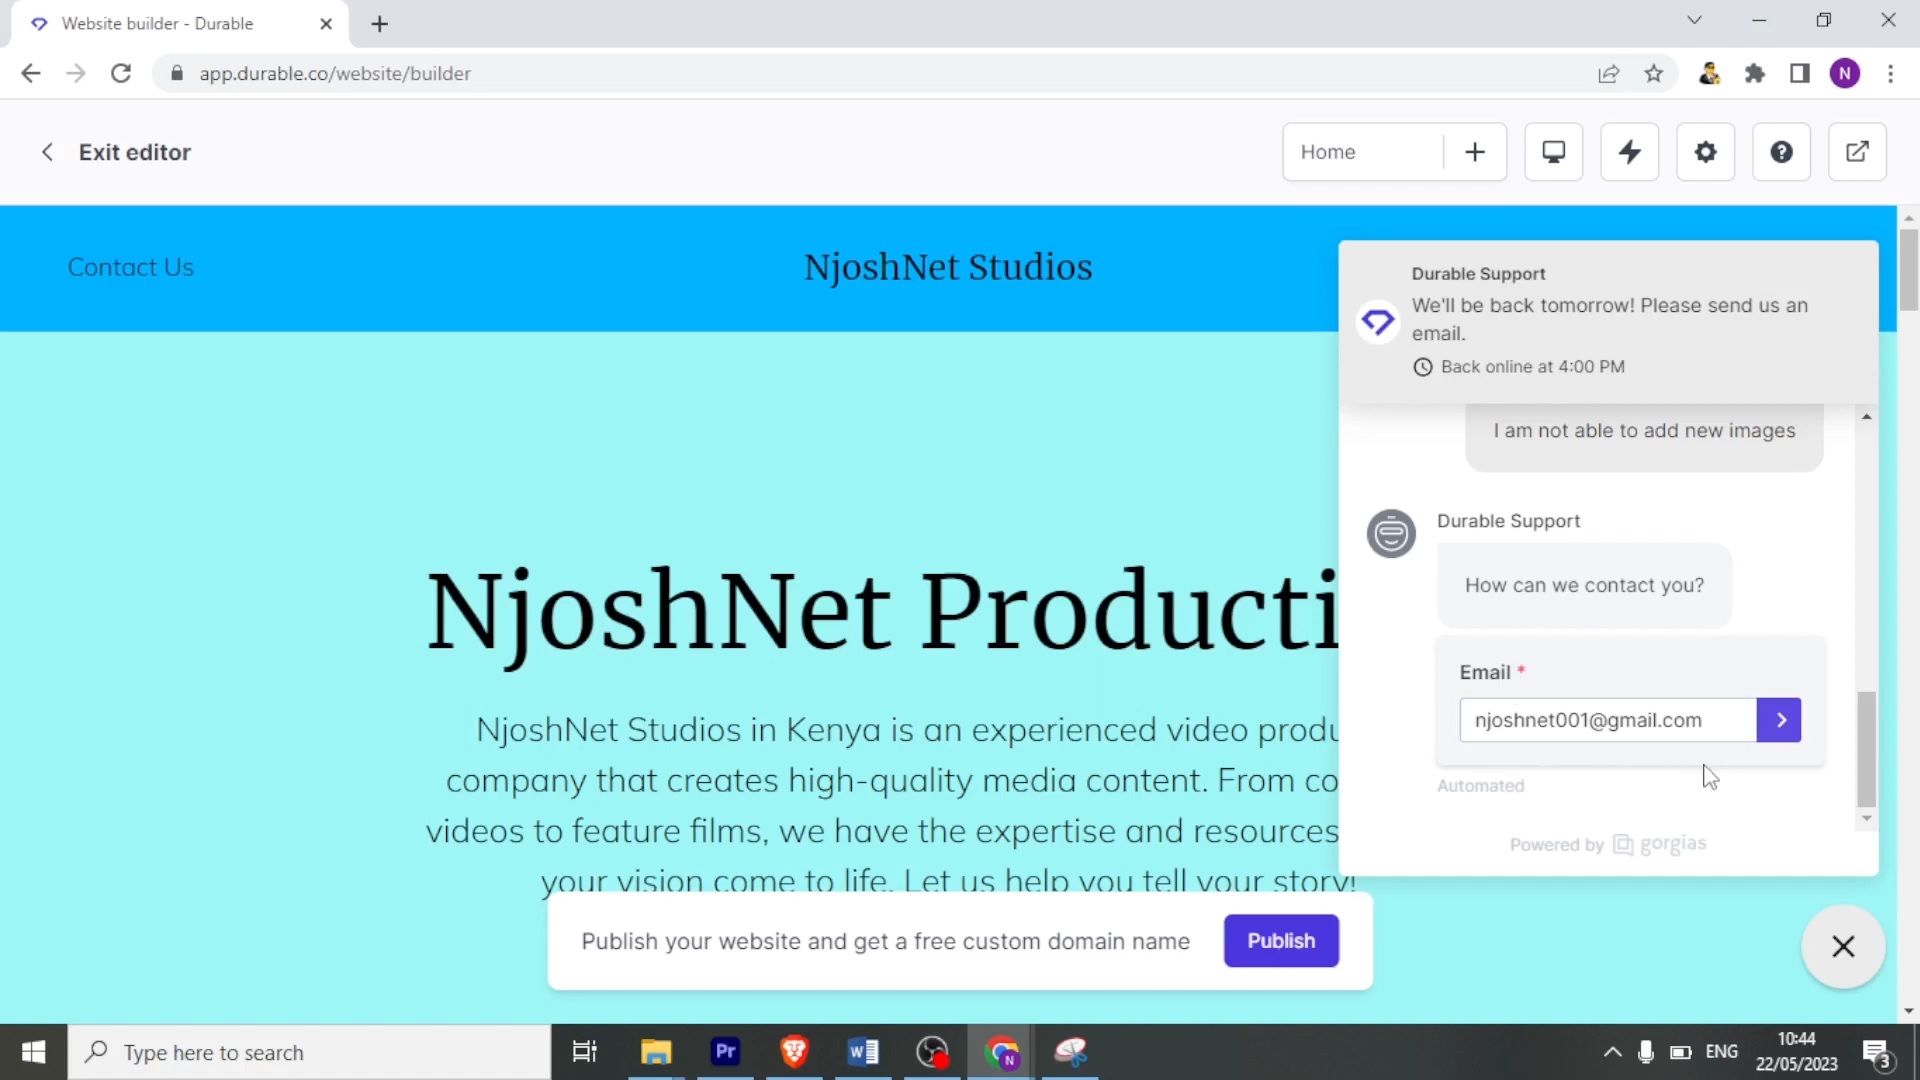 Website builder - Durable
app.durable.co/website/builder
N
Exit editor
Home
Contact Us
NjoshNet Studios
Durable Support
We'll be back tomorrow! Please send us an
email.
Back online at 4:00 PM
I am not able to add new images
Durable Support
How can we contact you?
Email *
njoshnet001@gmail.com
Automated
Powered by gorgias
NjoshNet Producti
NjoshNet Studios in Kenya is an experienced video produ
company that creates high-quality media content. From co
videos to feature films, we have the expertise and resources
your vision come to life. Let us help you tell your story!
Publish your website and get a free custom domain name
Publish
Type here to search
Pr
W
N
ENG
10:44
22/05/2023
3